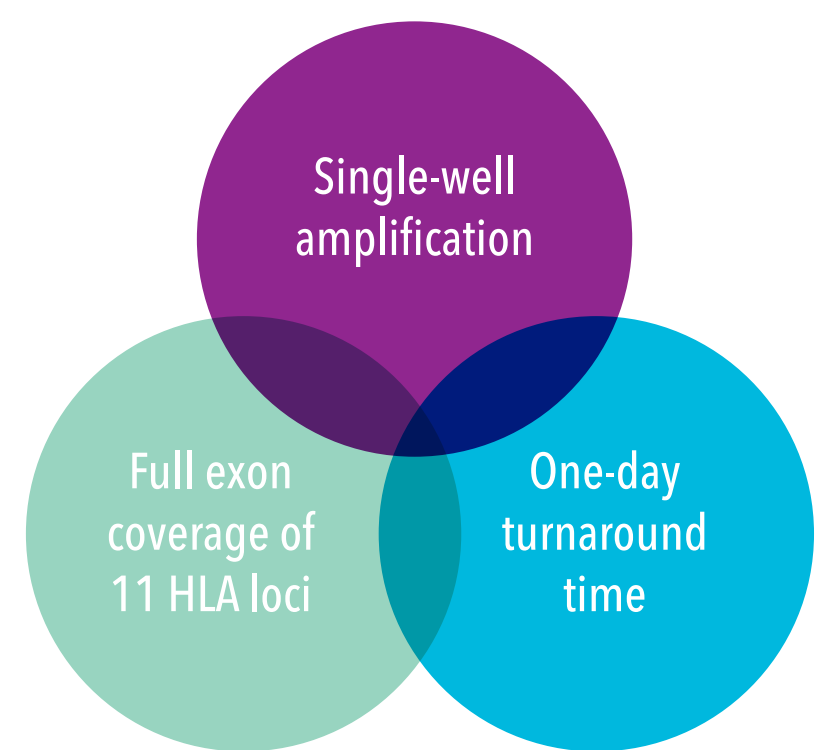 Single-well
amplification
Full exon
coverage of
11 HLA loci
One-day
turnaround
time